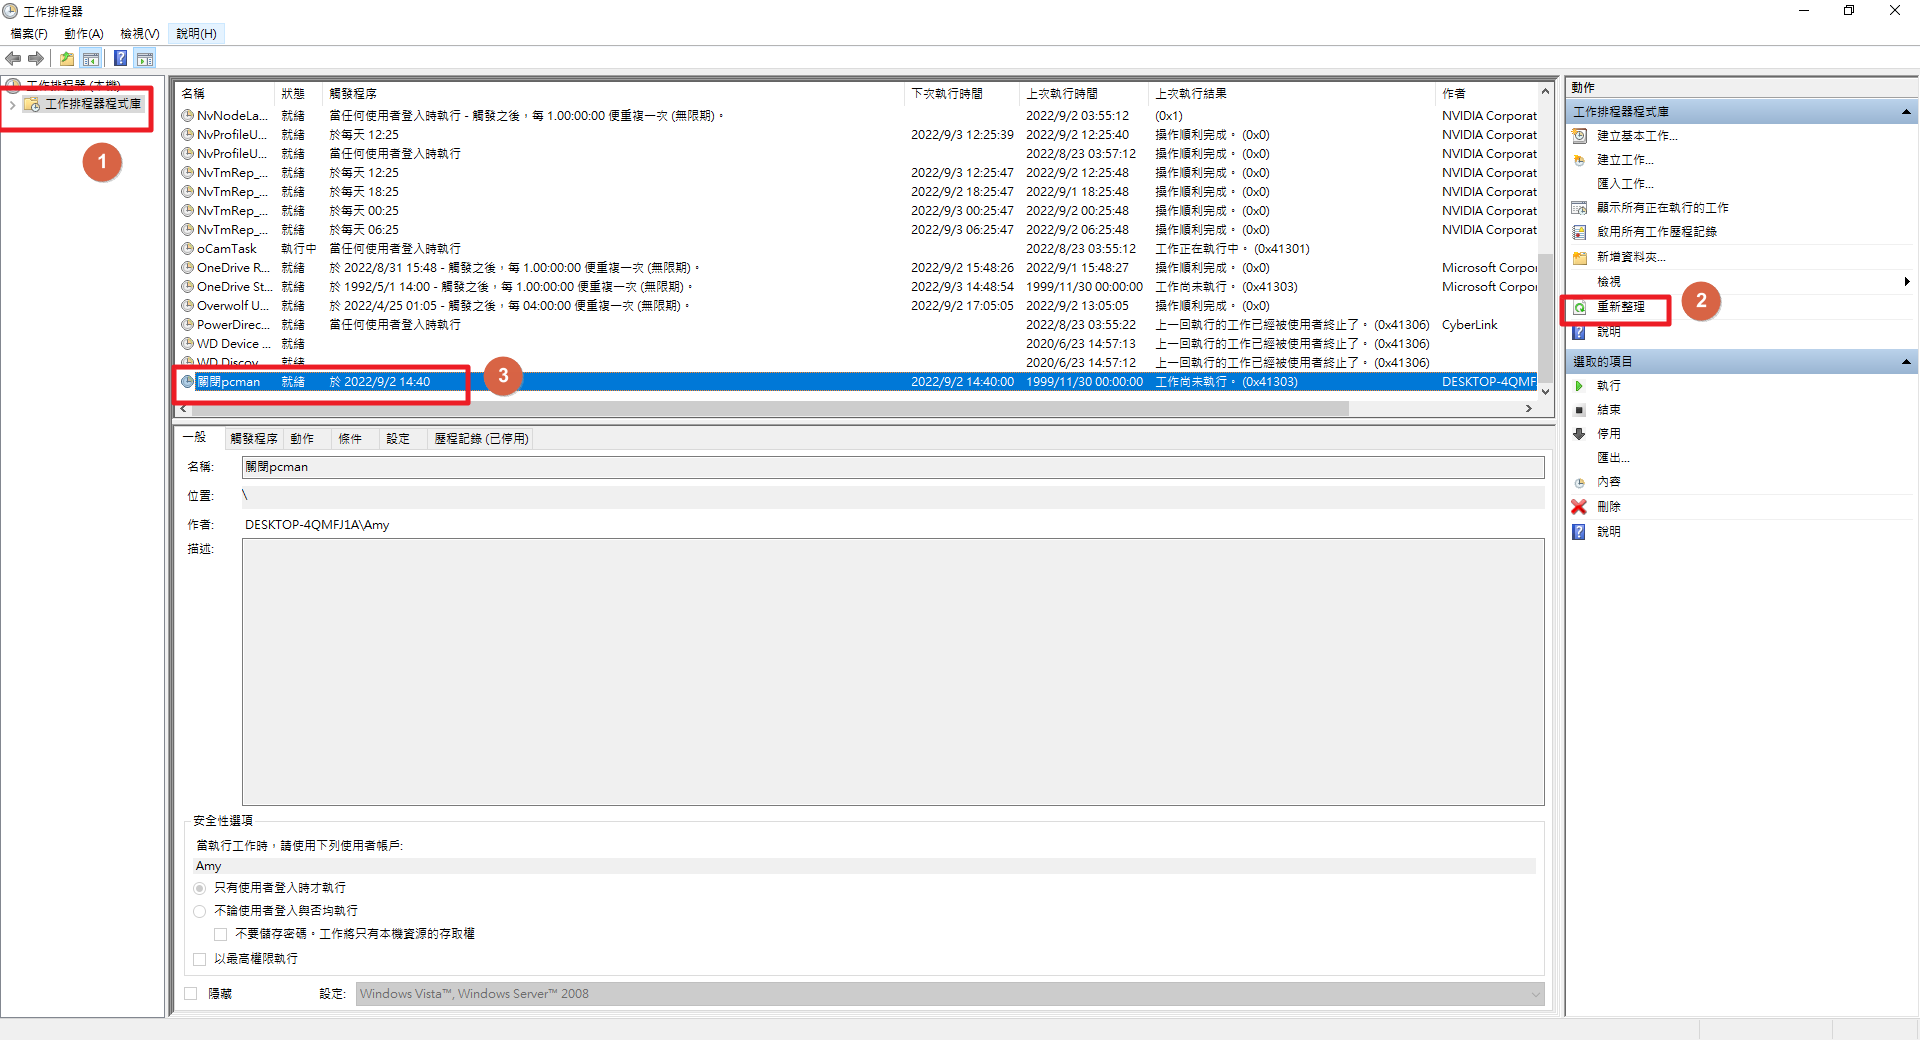 工作排程器
檔案(F) 動作(A) 檢視(V) 說明(H)
工作排程器 (本機)
工作排程器程式庫
1
名稱 狀態 觸發程序 下次執行時間 上次執行時間 上次執行結果 作者
NvNodeLa... 就緒 當任何使用者登入時執行 - 觸發之後，每 1.00:00:00 便重複一次 (無限期)。 2022/9/2 03:55:12 (0x1) NVIDIA Corporat
NvProfileU... 就緒 於每天 12:25 2022/9/3 12:25:39 2022/9/2 12:25:40 操作順利完成。 (0x0) NVIDIA Corporat
NvProfileU... 就緒 當任何使用者登入時執行 2022/8/23 03:57:12 操作順利完成。 (0x0) NVIDIA Corporat
NvTmRep_... 就緒 於每天 12:25 2022/9/3 12:25:47 2022/9/2 12:25:48 操作順利完成。 (0x0) NVIDIA Corporat
NvTmRep_... 就緒 於每天 18:25 2022/9/2 18:25:47 2022/9/1 18:25:48 操作順利完成。 (0x0) NVIDIA Corporat
NvTmRep_... 就緒 於每天 00:25 2022/9/3 00:25:47 2022/9/2 00:25:48 操作順利完成。 (0x0) NVIDIA Corporat
NvTmRep_... 就緒 於每天 06:25 2022/9/3 06:25:47 2022/9/2 06:25:48 操作順利完成。 (0x0) NVIDIA Corporat
oCamTask 執行中 當任何使用者登入時執行 2022/8/23 03:55:12 工作正在執行中。 (0x41301)
OneDrive R... 就緒 於 2022/8/31 15:48 - 觸發之後，每 1.00:00:00 便重複一次 (無限期)。 2022/9/2 15:48:26 2022/9/1 15:48:27 操作順利完成。 (0x0) Microsoft Corpor
OneDrive St... 就緒 於 1992/5/1 14:00 - 觸發之後，每 1.00:00:00 便重複一次 (無限期)。 2022/9/3 14:48:54 1999/11/30 00:00:00 工作尚未執行。 (0x41303) Microsoft Corpor
Overwolf U... 就緒 於 2022/4/25 01:05 - 觸發之後，每 04:00:00 便重複一次 (無限期)。 2022/9/2 17:05:05 2022/9/2 13:05:05 操作順利完成。 (0x0)
PowerDirec... 就緒 當任何使用者登入時執行 2022/8/23 03:55:22 上一回執行的工作已經被使用者終止了。 (0x41306) CyberLink
WD Device ... 就緒 2020/6/23 14:57:13 上一回執行的工作已經被使用者終止了。 (0x41306)
WD Discov... 就緒 2020/6/23 14:57:12 上一回執行的工作已經被使用者終止了。 (0x41306)
關閉pcman 就緒 於 2022/9/2 14:40 2022/9/2 14:40:00 1999/11/30 00:00:00 工作尚未執行。 (0x41303) DESKTOP-4QMF
3
一般 觸發程序 動作 條件 設定 歷程記錄 (已停用)
名稱: 關閉pcman
位置: \
作者: DESKTOP-4QMFJ1A\Amy
描述:
安全性選項
當執行工作時，請使用下列使用者帳戶:
Amy
只有使用者登入時才執行
不論使用者登入與否均執行
不要儲存密碼。工作將只有本機資源的存取權
以最高權限執行
隱藏 設定: Windows Vista™, Windows Server™ 2008
動作
工作排程器程式庫
建立基本工作...
建立工作...
匯入工作...
顯示所有正在執行的工作
啟用所有工作歷程記錄
新增資料夾...
檢視
重新整理
2
說明
選取的項目
執行
結束
停用
匯出...
內容
刪除
說明